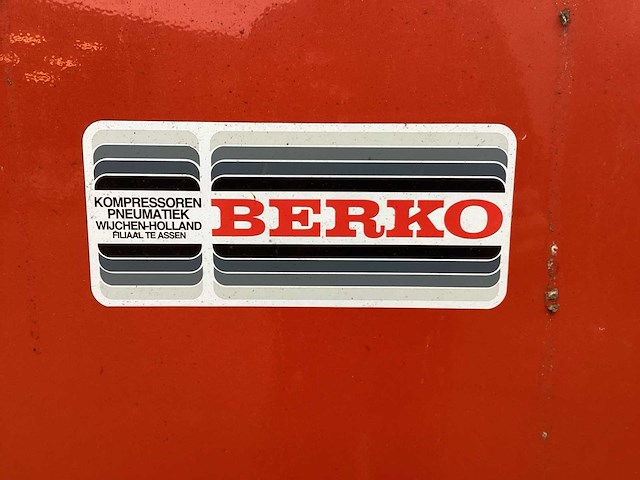 KOMPRESSOREN
PNEUMATIEK
WIJCHEN-HOLLAND
FILIAAL TE ASSEN
BERKO